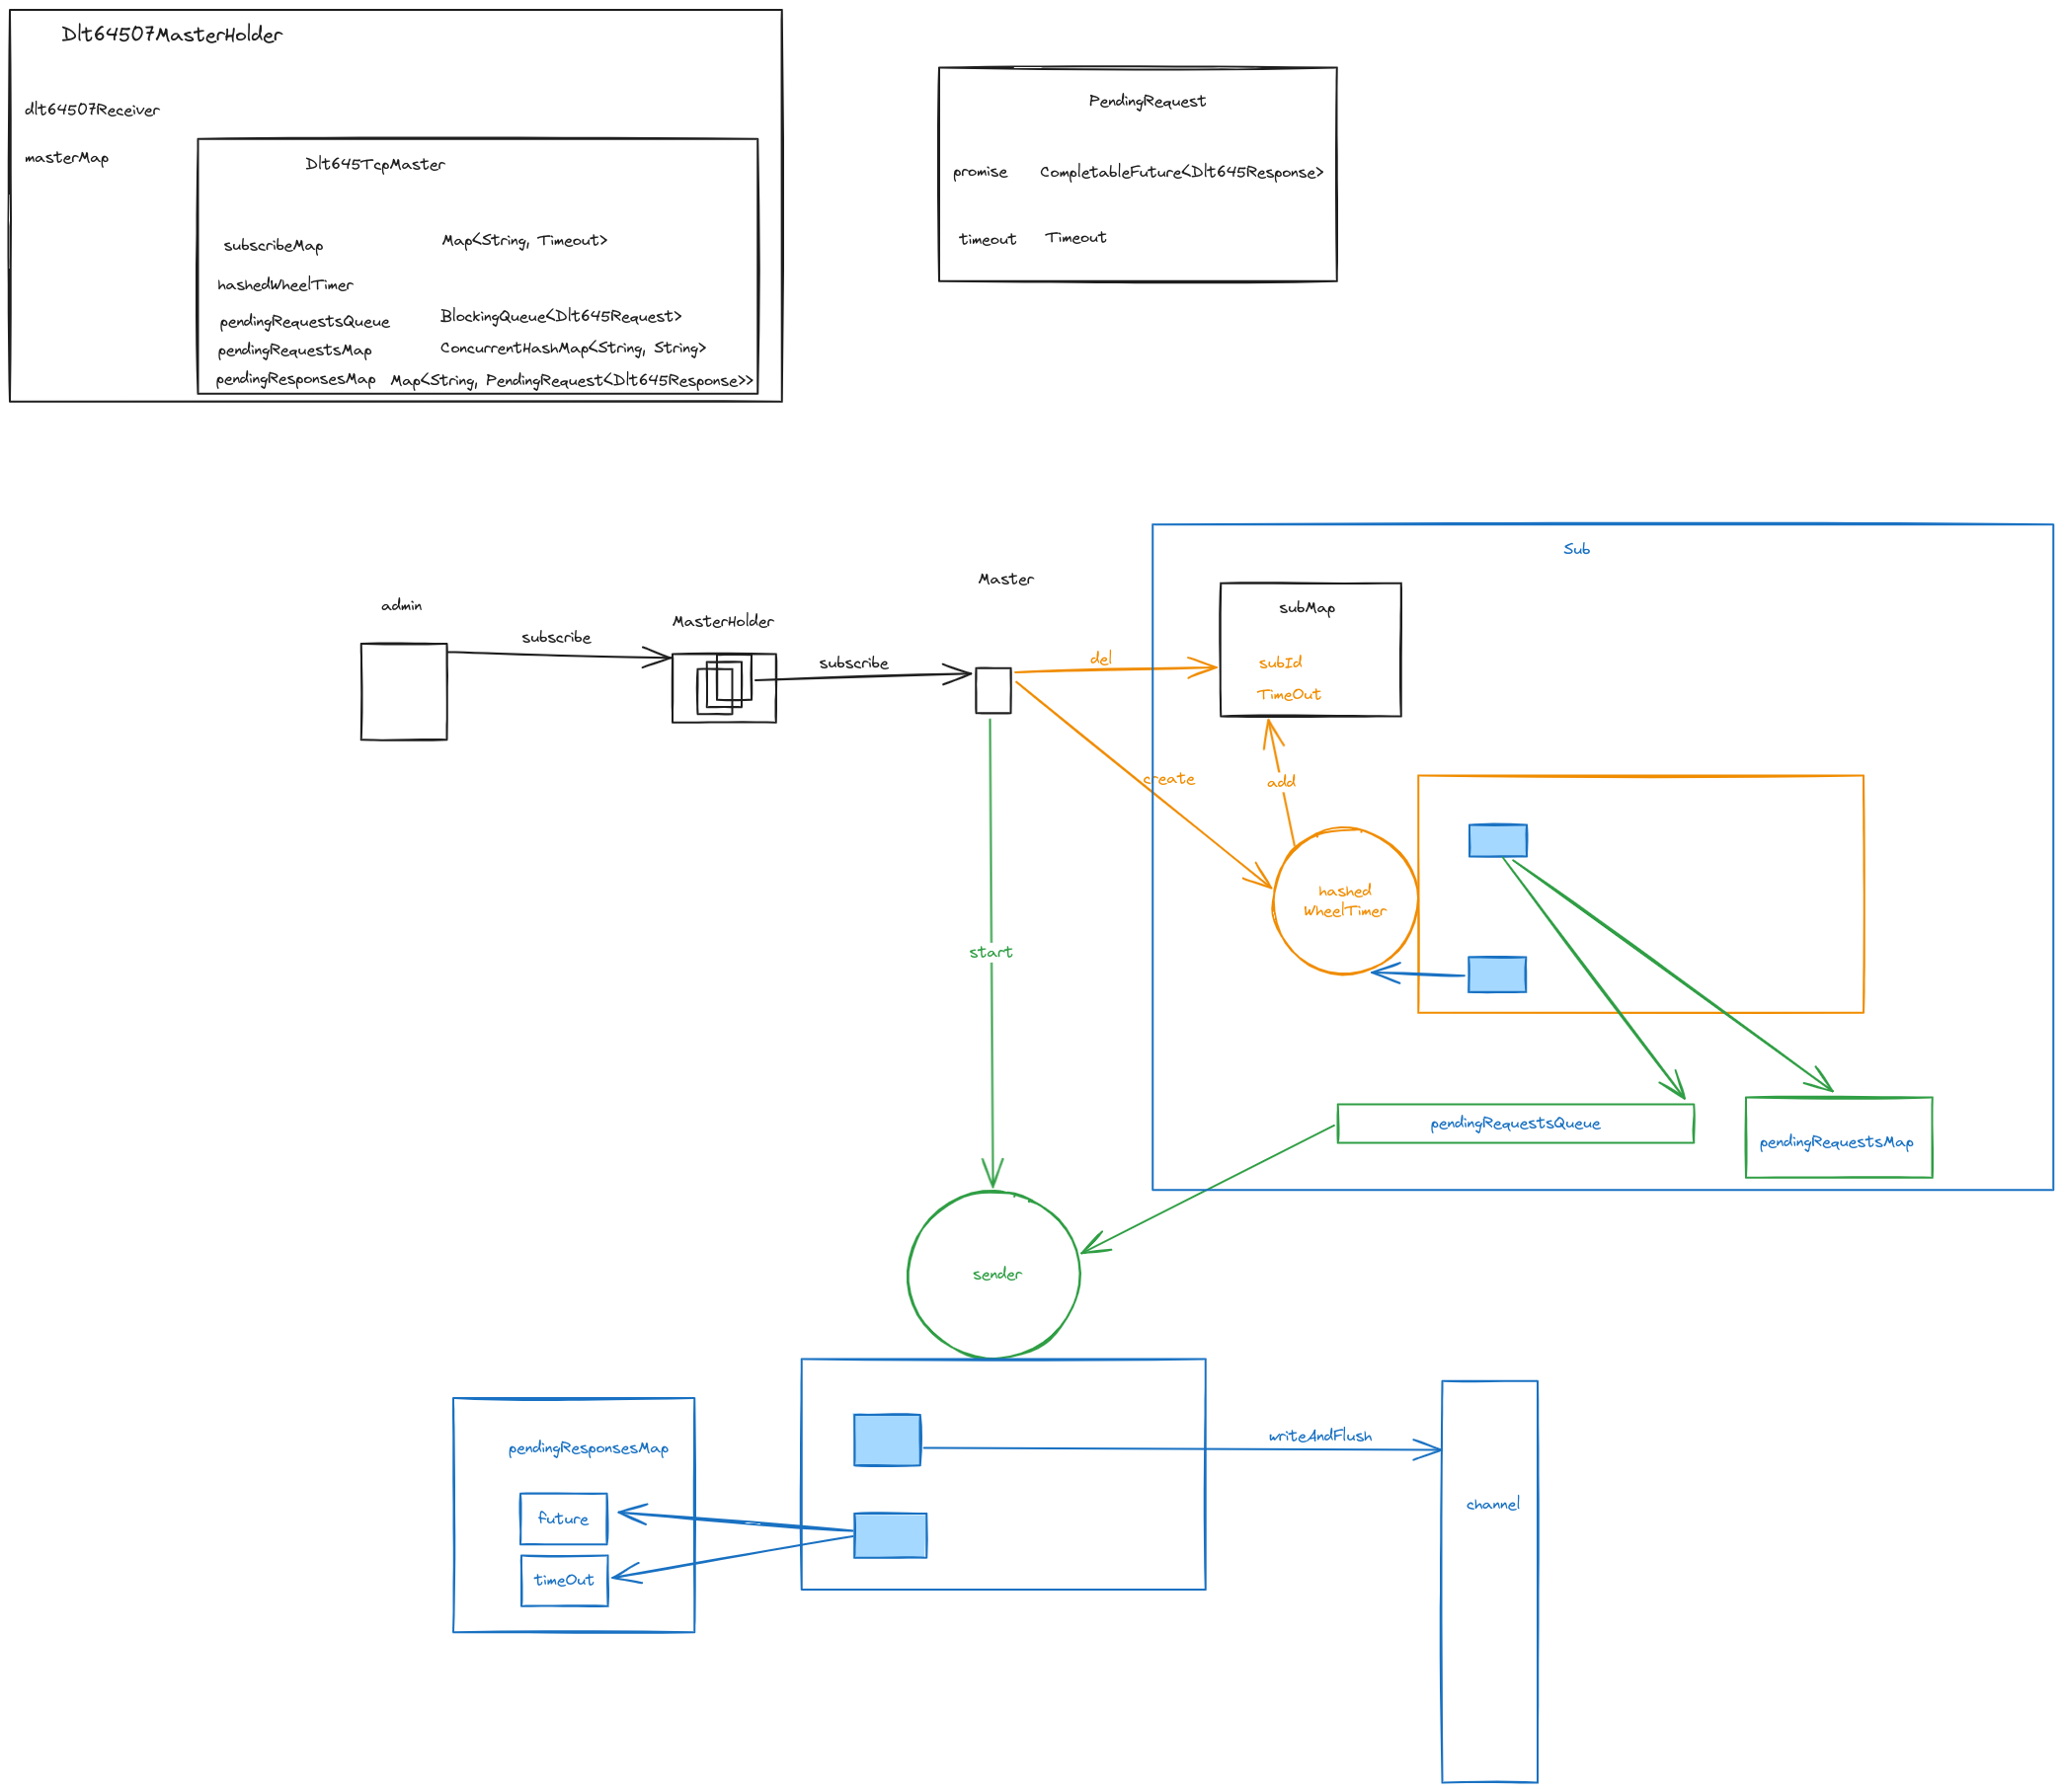 Dlt64507MasterHolder
dlt64507Receiver
masterMap
Dlt645TcpMaster
subscribeMap
Map<String, Timeout>
hashedWheelTimer
pendingRequestsQueue
BlockingQueue<Dlt645Request>
pendingRequestsMap
ConcurrentHashMap<String, String>
pendingResponsesMap
Map<String, PendingRequest<Dlt645Response>>
PendingRequest
promise
CompletableFuture<Dlt645Response>
timeout
Timeout
admin
subscribe
MasterHolder
subscribe
Master
Sub
del
subMap
subId
TimeOut
create
add
hashed
WheelTimer
start
pendingRequestsQueue
pendingRequestsMap
sender
pendingResponsesMap
future
timeOut
writeAndFlush
channel